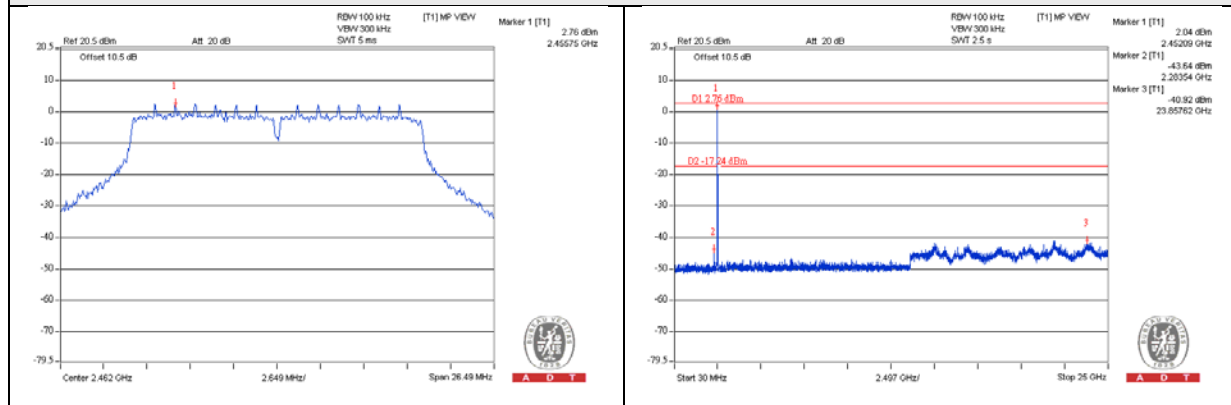 RBW 100 kHz [T1] MP VIEW
VBW 300 kHz
Ref 20.5 dBm Att 20 dB SWT 5 ms
Marker 1 [T1]
2.76 dBm
2.45575 GHz
20.5
Offset 10.5 dB
10
1
0
-10
-20
-30
-40
-50
-60
-70
-79.5
Center 2.462 GHz 2.649 MHz/ Span 26.49 MHz
BUREAU VERITAS
1828
A D T
RBW 100 kHz [T1] MP VIEW
VBW 300 kHz
Ref 20.5 dBm Att 20 dB SWT 2.5 s
Marker 1 [T1]
2.04 dBm
2.45209 GHz
Marker 2 [T1]
-43.64 dBm
2.28354 GHz
Marker 3 [T1]
-40.92 dBm
23.85762 GHz
20.5
Offset 10.5 dB
10
1
D1 2.76 dBm
0
-10
D2 -17.24 dBm
-20
-30
-40
2
3
-50
-60
-70
-79.5
Start 30 MHz 2.497 GHz/ Stop 25 GHz
BUREAU VERITAS
1828
A D T